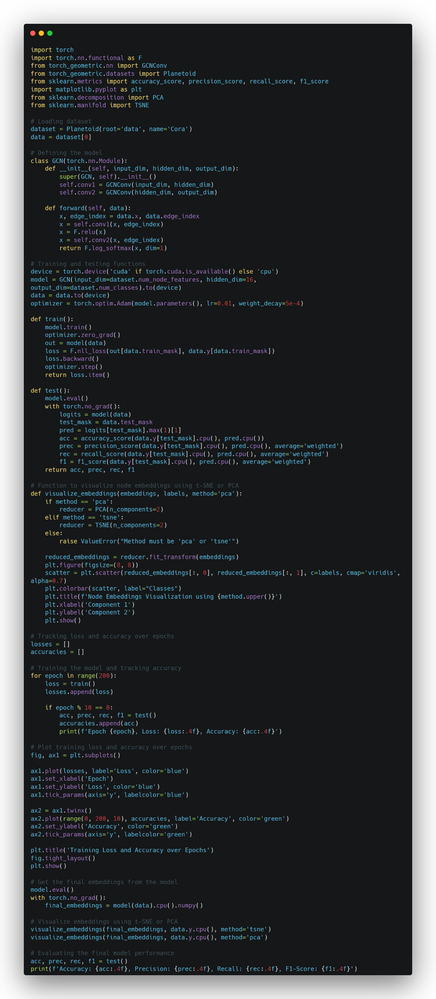 import torch
import torch.nn.functional as F
from torch_geometric.nn import GCNConv
from torch_geometric.datasets import Planetoid
from sklearn.metrics import accuracy_score, precision_score, recall_score, f1_score
import matplotlib.pyplot as plt
from sklearn.decomposition import PCA
from sklearn.manifold import TSNE

# Loading dataset
dataset = Planetoid(root='data', name='Cora')
data = dataset[0]

# Defining the model
class GCN(torch.nn.Module):
    def __init__(self, input_dim, hidden_dim, output_dim):
        super(GCN, self).__init__()
        self.conv1 = GCNConv(input_dim, hidden_dim)
        self.conv2 = GCNConv(hidden_dim, output_dim)

    def forward(self, data):
        x, edge_index = data.x, data.edge_index
        x = self.conv1(x, edge_index)
        x = F.relu(x)
        x = self.conv2(x, edge_index)
        return F.log_softmax(x, dim=1)

# Training and testing functions
device = torch.device('cuda' if torch.cuda.is_available() else 'cpu')
model = GCN(input_dim=dataset.num_node_features, hidden_dim=16,
output_dim=dataset.num_classes).to(device)
data = data.to(device)
optimizer = torch.optim.Adam(model.parameters(), lr=0.01, weight_decay=5e-4)

def train():
    model.train()
    optimizer.zero_grad()
    out = model(data)
    loss = F.nll_loss(out[data.train_mask], data.y[data.train_mask])
    loss.backward()
    optimizer.step()
    return loss.item()

def test():
    model.eval()
    with torch.no_grad():
        logits = model(data)
        test_mask = data.test_mask
        pred = logits[test_mask].max(1)[1]
        acc = accuracy_score(data.y[test_mask].cpu(), pred.cpu())
        prec = precision_score(data.y[test_mask].cpu(), pred.cpu(), average='weighted')
        rec = recall_score(data.y[test_mask].cpu(), pred.cpu(), average='weighted')
        f1 = f1_score(data.y[test_mask].cpu(), pred.cpu(), average='weighted')
    return acc, prec, rec, f1

# Function to visualize node embeddings using t-SNE or PCA
def visualize_embeddings(embeddings, labels, method='pca'):
    if method == 'pca':
        reducer = PCA(n_components=2)
    elif method == 'tsne':
        reducer = TSNE(n_components=2)
    else:
        raise ValueError("Method must be 'pca' or 'tsne'")

    reduced_embeddings = reducer.fit_transform(embeddings)
    plt.figure(figsize=(8, 8))
    scatter = plt.scatter(reduced_embeddings[:, 0], reduced_embeddings[:, 1], c=labels, cmap='viridis',
alpha=0.7)
    plt.colorbar(scatter, label="Classes")
    plt.title(f'Node Embeddings Visualization using {method.upper()}')
    plt.xlabel('Component 1')
    plt.ylabel('Component 2')
    plt.show()

# Tracking loss and accuracy over epochs
losses = []
accuracies = []

# Training the model and tracking accuracy
for epoch in range(200):
    loss = train()
    losses.append(loss)

    if epoch % 10 == 0:
        acc, prec, rec, f1 = test()
        accuracies.append(acc)
        print(f'Epoch {epoch}, Loss: {loss:.4f}, Accuracy: {acc:.4f}')

# Plot training loss and accuracy over epochs
fig, ax1 = plt.subplots()

ax1.plot(losses, label='Loss', color='blue')
ax1.set_xlabel('Epoch')
ax1.set_ylabel('Loss', color='blue')
ax1.tick_params(axis='y', labelcolor='blue')

ax2 = ax1.twinx()
ax2.plot(range(0, 200, 10), accuracies, label='Accuracy', color='green')
ax2.set_ylabel('Accuracy', color='green')
ax2.tick_params(axis='y', labelcolor='green')

plt.title('Training Loss and Accuracy over Epochs')
fig.tight_layout()
plt.show()

# Get the final embeddings from the model
model.eval()
with torch.no_grad():
    final_embeddings = model(data).cpu().numpy()

# Visualize embeddings using t-SNE or PCA
visualize_embeddings(final_embeddings, data.y.cpu(), method='tsne')
visualize_embeddings(final_embeddings, data.y.cpu(), method='pca')

# Evaluating the final model performance
acc, prec, rec, f1 = test()
print(f'Accuracy: {acc:.4f}, Precision: {prec:.4f}, Recall: {rec:.4f}, F1-Score: {f1:.4f}')